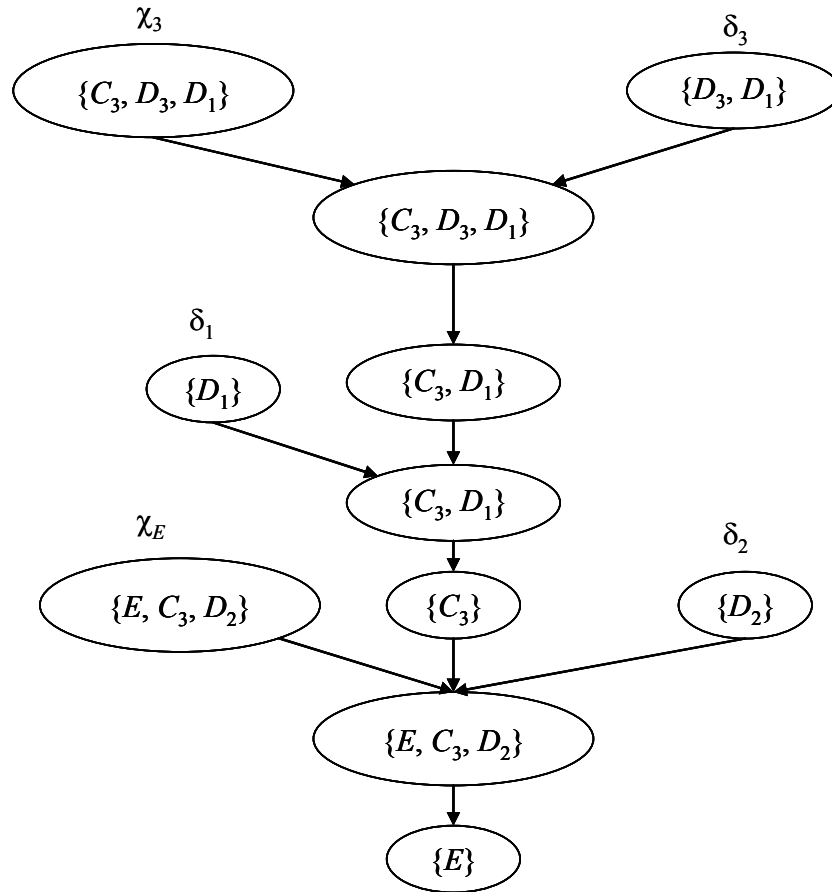 χ₃
δ₃
{C₃, D₃, D₁}
{D₃, D₁}
{C₃, D₃, D₁}
δ₁
{D₁}
{C₃, D₁}
{C₃, D₁}
χ_E
δ₂
{E, C₃, D₂}
{C₃}
{D₂}
{E, C₃, D₂}
{E}